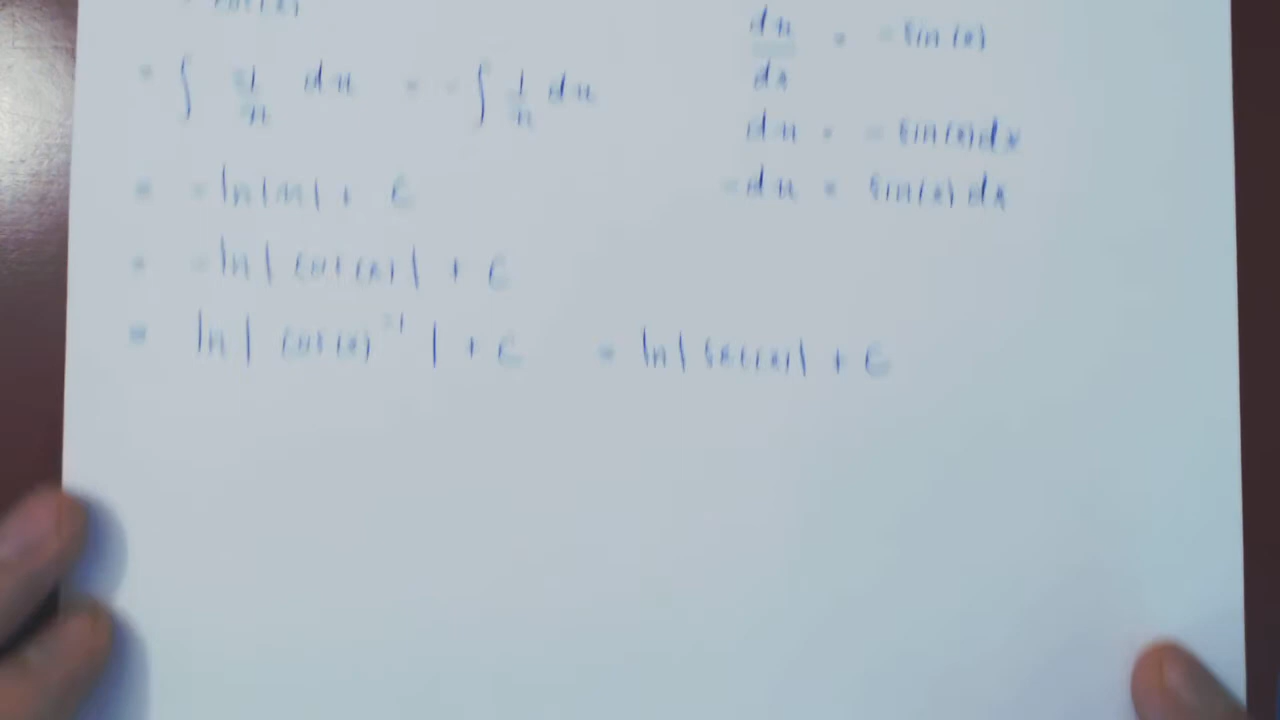 = ∫ -1/u du = - ∫ 1/u du
= -ln|u| + C
= -ln| cos(x)| + C
= ln| cos(x)^-1 | + C = ln| sec(x)| + C
du/dx = -sin(x)
du = -sin(x)dx
-du = sin(x) dx